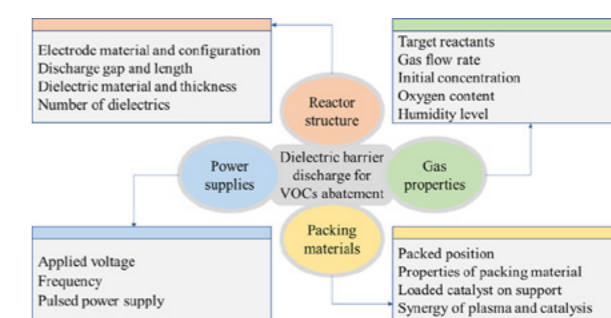 Electrode material and configuration
Discharge gap and length
Dielectric material and thickness
Number of dielectrics
Target reactants
Gas flow rate
Initial concentration
Oxygen content
Humidity level
Reactor
structure
Power
supplies
Dielectric barrier
discharge for
VOCs abatement
Gas
properties
Packing
materials
Applied voltage
Frequency
Pulsed power supply
Packed position
Properties of packing material
Loaded catalyst on support
Synergy of plasma and catalysis